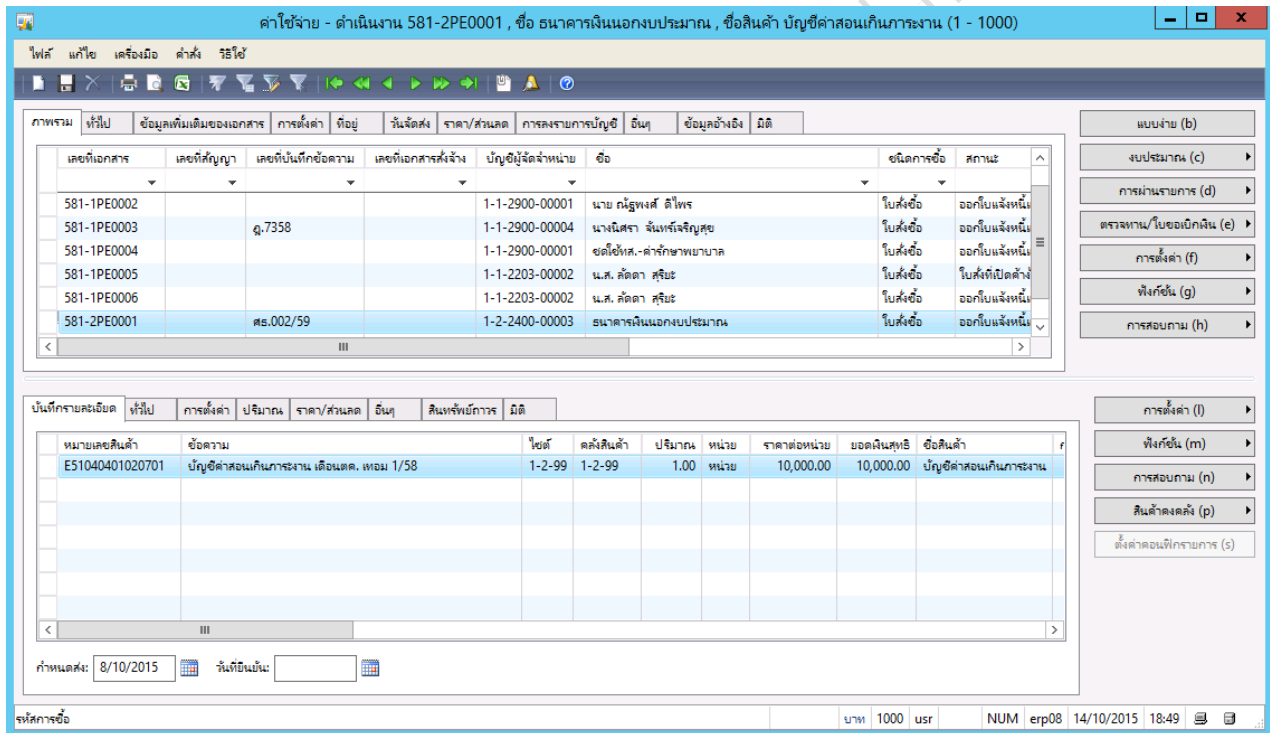 ค่าใช้จ่าย - ดำเนินงาน 581-2PE0001 , ชื่อ ธนาคารเงินนอกงบประมาณ , ชื่อสินค้า บัญชีค่าสอนเกินภาระงาน (1 - 1000)
ไฟล์ แก้ไข เครื่องมือ คำสั่ง วิธีใช้
ภาพรวม ทั่วไป ข้อมูลเพิ่มเติมของเอกสาร การตั้งค่า ที่อยู่ วันจัดส่ง ราคา/ส่วนลด การลงรายการบัญชี อื่นๆ ข้อมูลอ้างอิง มิติ
แบบง่าย (b)
งบประมาณ (c)
การผ่านรายการ (d)
ตรวจทาน/ใบขอเบิกเงิน (e)
การตั้งค่า (f)
ฟังก์ชั่น (g)
การสอบถาม (h)
เลขที่เอกสาร เลขที่สัญญา เลขที่บันทึกข้อความ เลขที่เอกสารสั่งจ้าง บัญชีผู้จัดจำหน่าย ชื่อ ชนิดการซื้อ สถานะ
581-1PE0002 1-1-2900-00001 นาย ณัฐพงศ์ ดีไพร ใบสั่งซื้อ ออกใบแจ้งหนี้
581-1PE0003 ฎ.7358 1-1-2900-00004 นางนิศรา จันทร์เจริญสุข ใบสั่งซื้อ ออกใบแจ้งหนี้
581-1PE0004 1-1-2900-00001 ชดใช้ทส.-ค่ารักษาพยาบาล ใบสั่งซื้อ ออกใบแจ้งหนี้
581-1PE0005 1-1-2203-00002 น.ส. ลัดดา สุริยะ ใบสั่งซื้อ ใบสั่งที่เปิดค้าง
581-1PE0006 1-1-2203-00002 น.ส. ลัดดา สุริยะ ใบสั่งซื้อ ออกใบแจ้งหนี้
581-2PE0001 ศธ.002/59 1-2-2400-00003 ธนาคารเงินนอกงบประมาณ ใบสั่งซื้อ ออกใบแจ้งหนี้
บันทึกรายละเอียด ทั่วไป การตั้งค่า ปริมาณ ราคา/ส่วนลด อื่นๆ สินทรัพย์ถาวร มิติ
การตั้งค่า (l)
ฟังก์ชั่น (m)
การสอบถาม (n)
สินค้าคงคลัง (p)
ตั้งค่าคอนฟิกรายการ (s)
หมายเลขสินค้า ข้อความ ไซต์ คลังสินค้า ปริมาณ หน่วย ราคาต่อหน่วย ยอดเงินสุทธิ ชื่อสินค้า
E51040401020701 บัญชีค่าสอนเกินภาระงาน เดือนตค. เทอม 1/58 1-2-99 1-2-99 1.00 หน่วย 10,000.00 10,000.00 บัญชีค่าสอนเกินภาระงาน
กำหนดส่ง: 8/10/2015 วันที่ยืนยัน:
รหัสการซื้อ บาท 1000 usr NUM erp08 14/10/2015 18:49